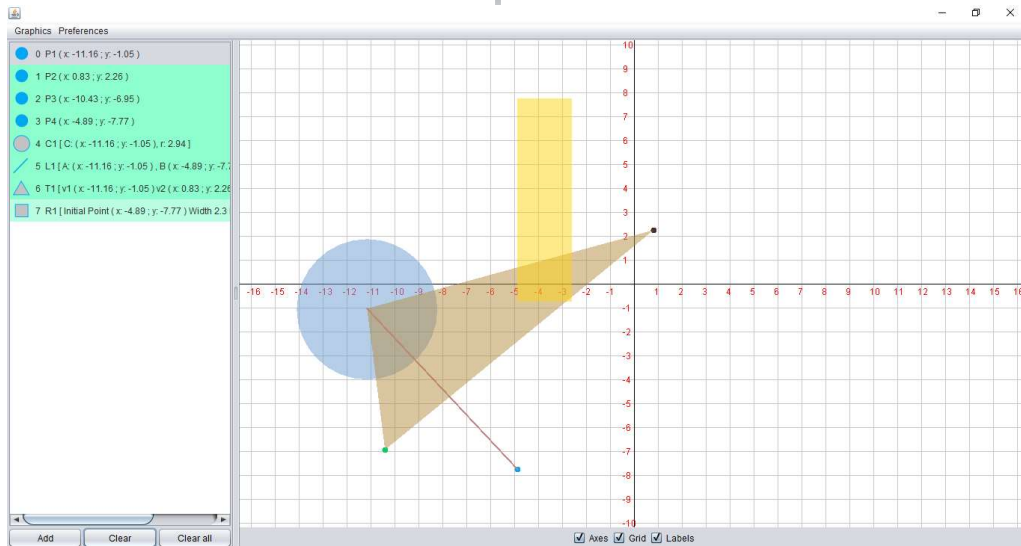 Graphics Preferences
0 P1 ( x: -11.16 ; y: -1.05 )
1 P2 ( x: 0.83 ; y: 2.26 )
2 P3 ( x: -10.43 ; y: -6.95 )
3 P4 ( x: -4.89 ; y: -7.77 )
4 C1 [ C: ( x: -11.16 ; y: -1.05 ), r: 2.94 ]
5 L1 [ A: ( x: -11.16 ; y: -1.05 ) , B ( x: -4.89 ; y: -7.7
6 T1 [ v1 ( x: -11.16 ; y: -1.05 ) v2 ( x: 0.83 ; y: 2.26
7 R1 [ Initial Point ( x: -4.89 ; y: -7.77 ) Width 2.3
10
9
8
7
6
5
4
3
2
1
-16 -15 -14 -13 -12 -11 -10 -9 -8 -7 -6 -5 -4 -3 -2 -1 1 2 3 4 5 6 7 8 9 10 11 12 13 14 15 16
-1
-2
-3
-4
-5
-6
-7
-8
-9
-10
Add Clear Clear all
Axes Grid Labels